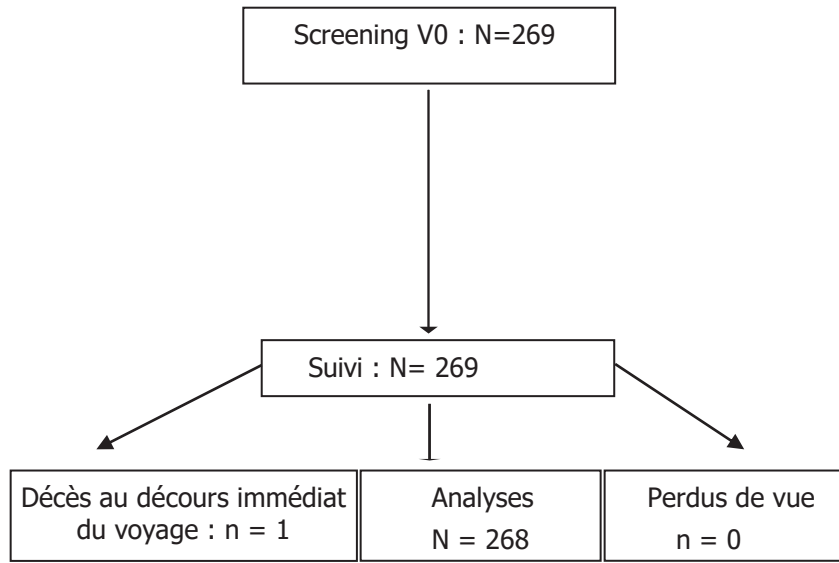 Screening V0 : N=269
Suivi : N= 269
Décès au décours immédiat
du voyage : n = 1
Analyses
N = 268
Perdus de vue
n = 0